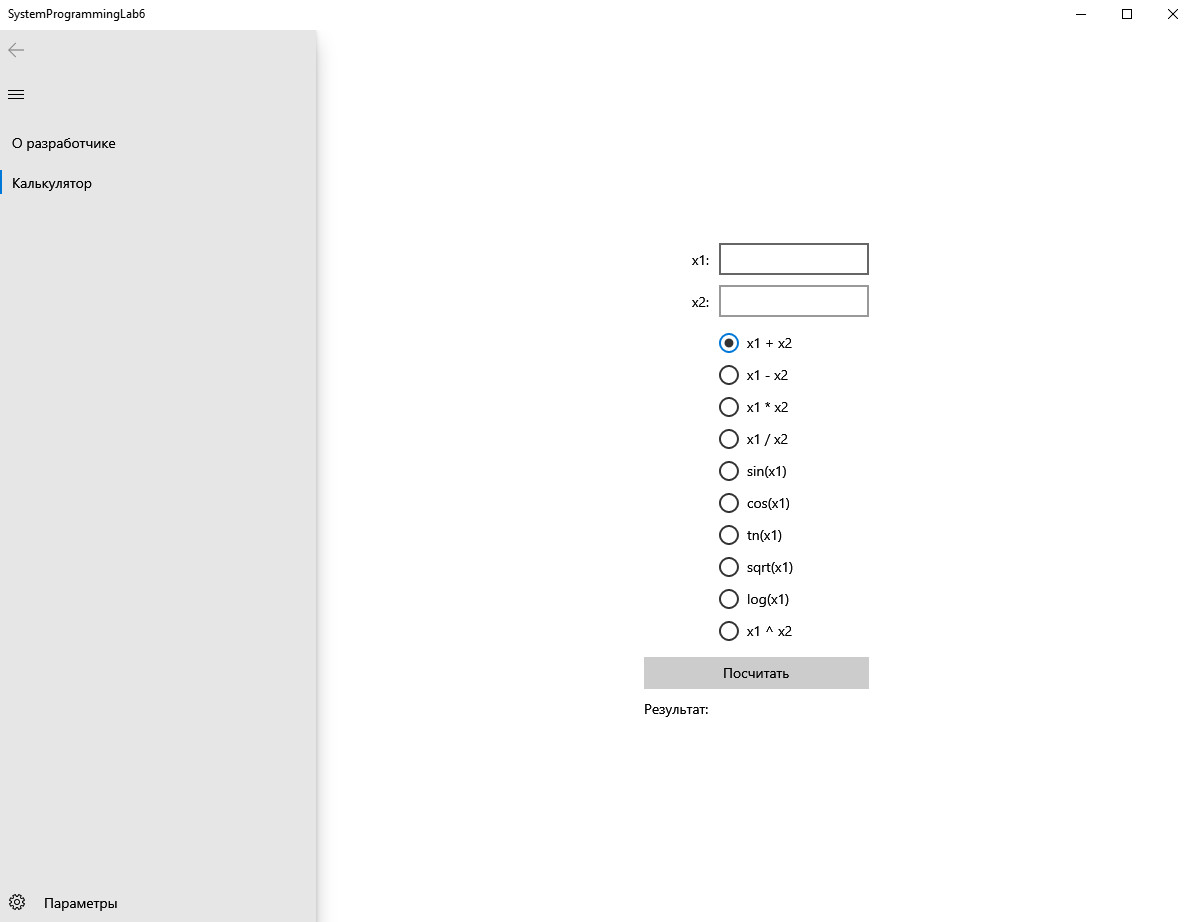 SystemProgrammingLab6
О разработчике
Калькулятор
x1:
x2:
x1 + x2
x1 - x2
x1 * x2
x1 / x2
sin(x1)
cos(x1)
tn(x1)
sqrt(x1)
log(x1)
x1 ^ x2
Посчитать
Результат:
Параметры